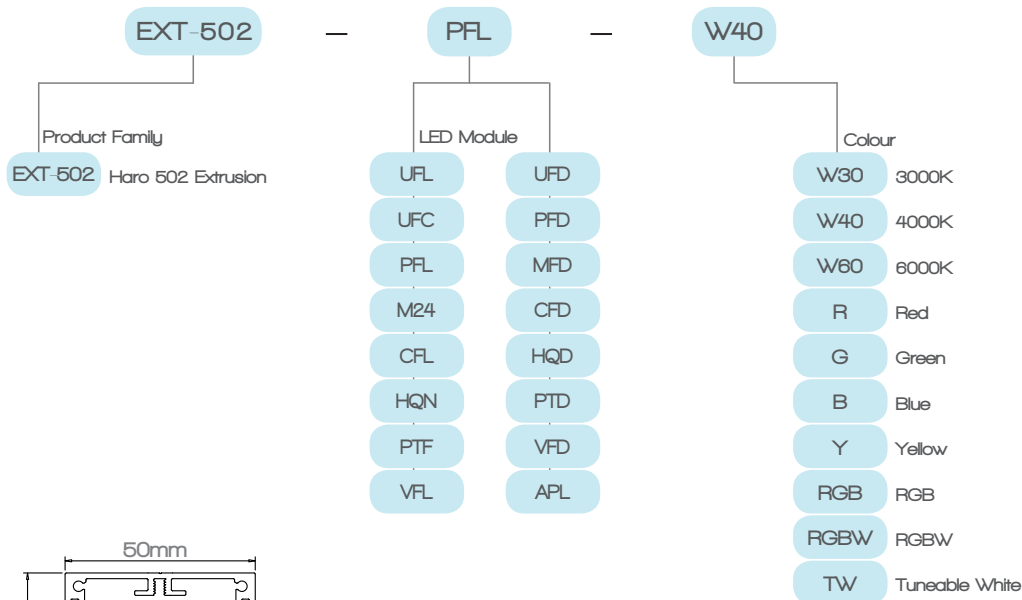 EXT-502 — PFL — W40
Product Family
EXT-502 Haro 502 Extrusion
LED Module
UFL UFD
UFC PFD
PFL MFD
M24 CFD
CFL HQD
HQN PTD
PTF VFD
VFL APL
Colour
W30 3000K
W40 4000K
W60 6000K
R Red
G Green
B Blue
Y Yellow
RGB RGB
RGBW RGBW
TW Tuneable White
50mm